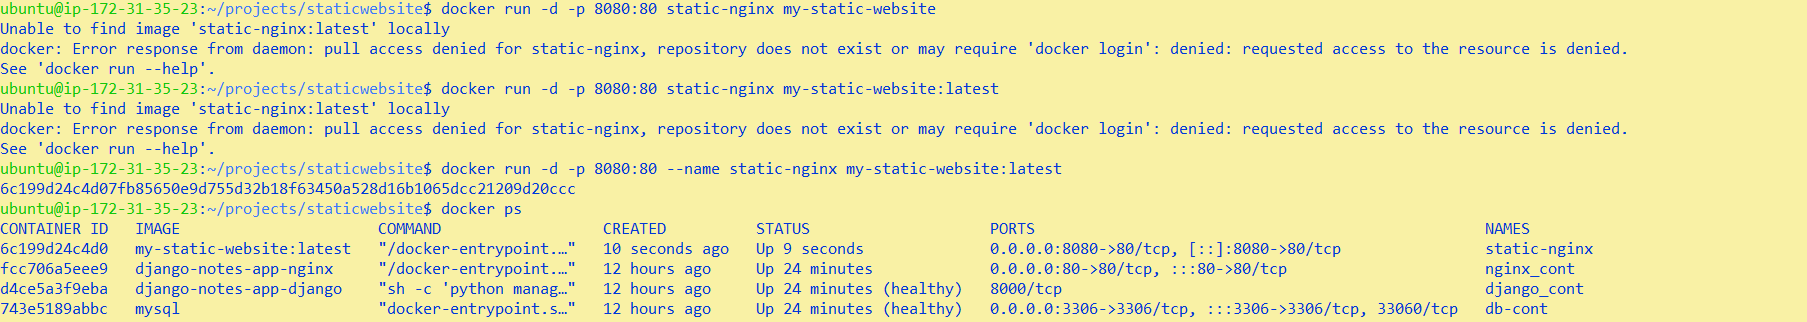 ubuntu@ip-172-31-35-23:~/projects/staticwebsite$ docker run -d -p 8080:80 static-nginx my-static-website
Unable to find image 'static-nginx:latest' locally
docker: Error response from daemon: pull access denied for static-nginx, repository does not exist or may require 'docker login': denied: requested access to the resource is denied.
See 'docker run --help'.
ubuntu@ip-172-31-35-23:~/projects/staticwebsite$ docker run -d -p 8080:80 static-nginx my-static-website:latest
Unable to find image 'static-nginx:latest' locally
docker: Error response from daemon: pull access denied for static-nginx, repository does not exist or may require 'docker login': denied: requested access to the resource is denied.
See 'docker run --help'.
ubuntu@ip-172-31-35-23:~/projects/staticwebsite$ docker run -d -p 8080:80 --name static-nginx my-static-website:latest
6c199d24c4d07fb85650e9d755d32b18f63450a528d16b1065dcc21209d20ccc
ubuntu@ip-172-31-35-23:~/projects/staticwebsite$ docker ps
CONTAINER ID   IMAGE                      COMMAND                  CREATED          STATUS                    PORTS                                                  NAMES
6c199d24c4d0   my-static-website:latest   "/docker-entrypoint.…"   10 seconds ago   Up 9 seconds              0.0.0.0:8080->80/tcp, [::]:8080->80/tcp                static-nginx
fcc706a5eee9   django-notes-app-nginx     "/docker-entrypoint.…"   12 hours ago     Up 24 minutes             0.0.0.0:80->80/tcp, :::80->80/tcp                      nginx_cont
d4ce5a3f9eba   django-notes-app-django    "sh -c 'python manag…"   12 hours ago     Up 24 minutes (healthy)   8000/tcp                                               django_cont
743e5189abbc   mysql                      "docker-entrypoint.s…"   12 hours ago     Up 24 minutes (healthy)   0.0.0.0:3306->3306/tcp, :::3306->3306/tcp, 33060/tcp   db-cont